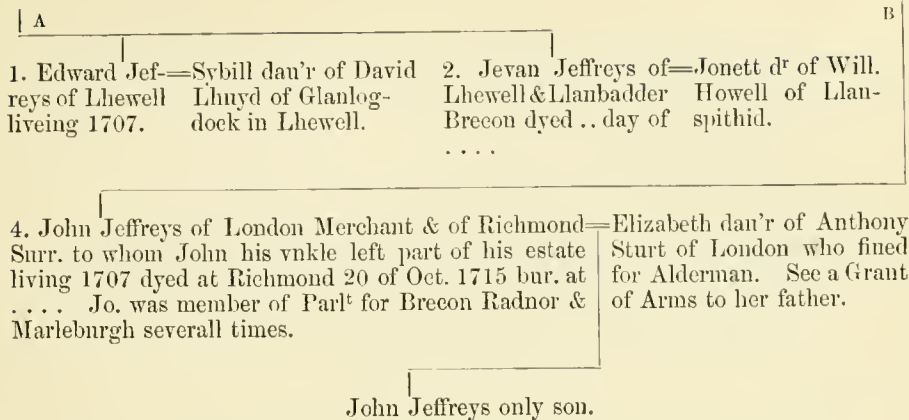 A
B
1. Edward Jef-=Sybill dau'r of David
reys of Lhewell Lhuyd of Glanlog-
liveing 1707. dock in Lhewell.
2. Jevan Jeffreys of=Jonett dʳ of Will.
Lhewell & Llanbadder Howell of Llan-
Brecon dyed .. day of spithid.
. . . .
4. John Jeffreys of London Merchant & of Richmond=Elizabeth dau'r of Anthony
Surr. to whom John his vnkle left part of his estate Sturt of London who fined
living 1707 dyed at Richmond 20 of Oct. 1715 bur. at for Alderman. See a Grant
. . . . Jo. was member of Parlᵗ for Brecon Radnor & of Arms to her father.
Marleburgh severall times.
John Jeffreys only son.